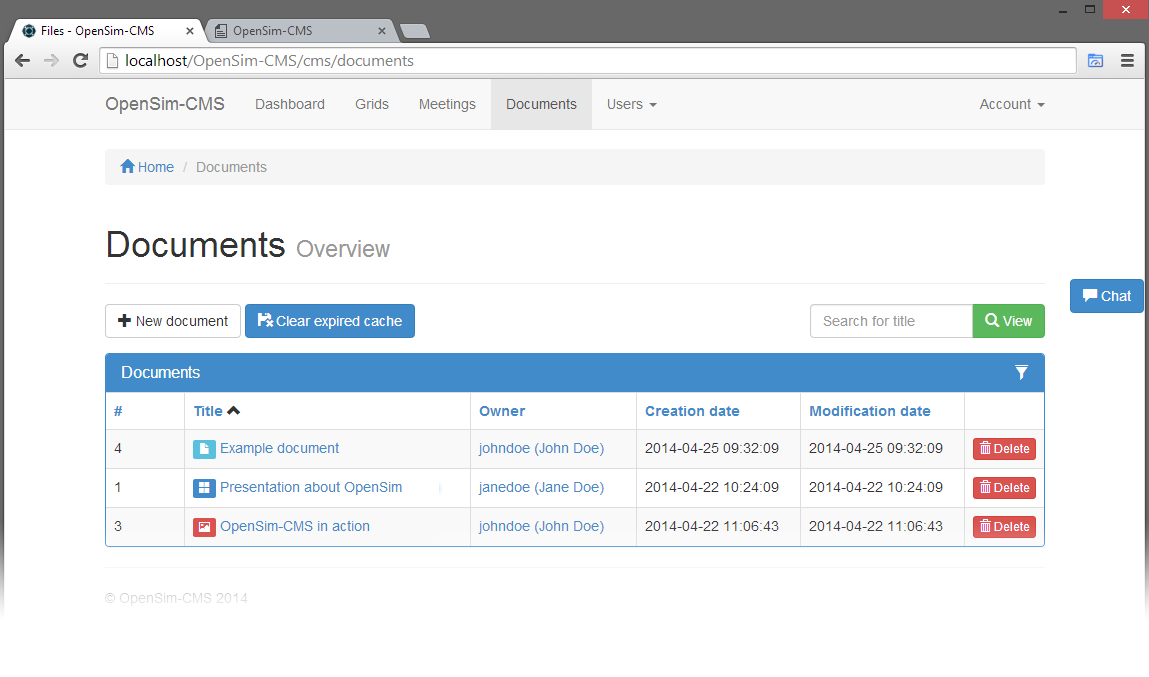 Files - OpenSim-CMS OpenSim-CMS
localhost/OpenSim-CMS/cms/documents
OpenSim-CMS Dashboard Grids Meetings Documents Users Account
Home / Documents
Documents Overview
Chat
New document Clear expired cache Search for title View
Documents
# Title Owner Creation date Modification date
4 Example document johndoe (John Doe) 2014-04-25 09:32:09 2014-04-25 09:32:09 Delete
1 Presentation about OpenSim janedoe (Jane Doe) 2014-04-22 10:24:09 2014-04-22 10:24:09 Delete
3 OpenSim-CMS in action johndoe (John Doe) 2014-04-22 11:06:43 2014-04-22 11:06:43 Delete
© OpenSim-CMS 2014